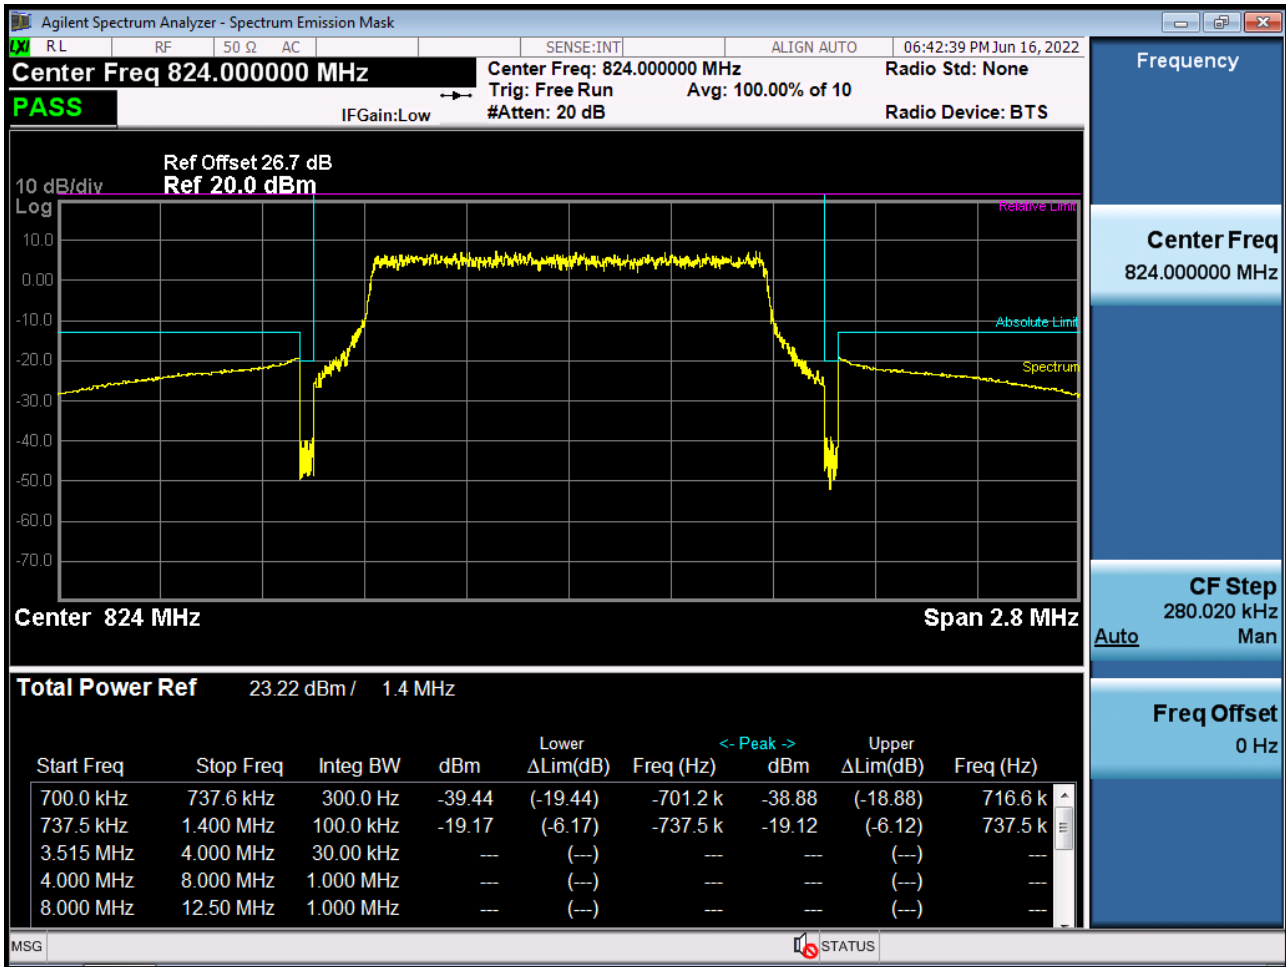 Agilent Spectrum Analyzer - Spectrum Emission Mask
LXI RL RF 50 Ω AC SENSE:INT ALIGN AUTO 06:42:39 PM Jun 16, 2022
Center Freq 824.000000 MHz Center Freq: 824.000000 MHz Radio Std: None
Trig: Free Run Avg: 100.00% of 10
PASS IFGain:Low #Atten: 20 dB Radio Device: BTS
Ref Offset 26.7 dB
10 dB/div Ref 20.0 dBm
Log
Relative Limit
10.0
0.00
-10.0
Absolute Limit
-20.0
Spectrum
-30.0
-40.0
-50.0
-60.0
-70.0
Center 824 MHz Span 2.8 MHz
Total Power Ref 23.22 dBm / 1.4 MHz
Lower <- Peak -> Upper
Start Freq Stop Freq Integ BW dBm ΔLim(dB) Freq (Hz) dBm ΔLim(dB) Freq (Hz)
700.0 kHz 737.6 kHz 300.0 Hz -39.44 (-19.44) -701.2 k -38.88 (-18.88) 716.6 k
737.5 kHz 1.400 MHz 100.0 kHz -19.17 (-6.17) -737.5 k -19.12 (-6.12) 737.5 k
3.515 MHz 4.000 MHz 30.00 kHz --- (---) --- --- (---) ---
4.000 MHz 8.000 MHz 1.000 MHz --- (---) --- --- (---) ---
8.000 MHz 12.50 MHz 1.000 MHz --- (---) --- --- (---) ---
MSG STATUS
Frequency
Center Freq
824.000000 MHz
CF Step
280.020 kHz
Auto Man
Freq Offset
0 Hz